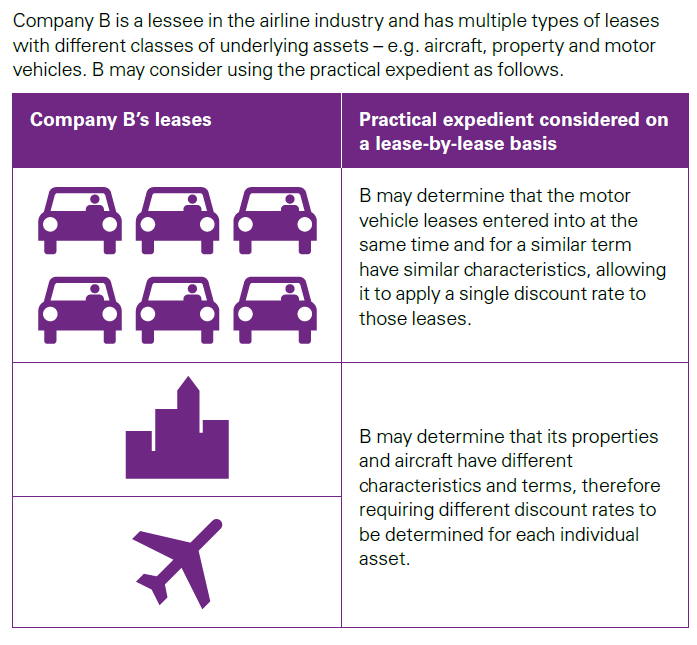 Company B is a lessee in the airline industry and has multiple types of leases
with different classes of underlying assets – e.g. aircraft, property and motor
vehicles. B may consider using the practical expedient as follows.
Company B’s leases
Practical expedient considered on
a lease-by-lease basis
B may determine that the motor
vehicle leases entered into at the
same time and for a similar term
have similar characteristics, allowing
it to apply a single discount rate to
those leases.
B may determine that its properties
and aircraft have different
characteristics and terms, therefore
requiring different discount rates to
be determined for each individual
asset.